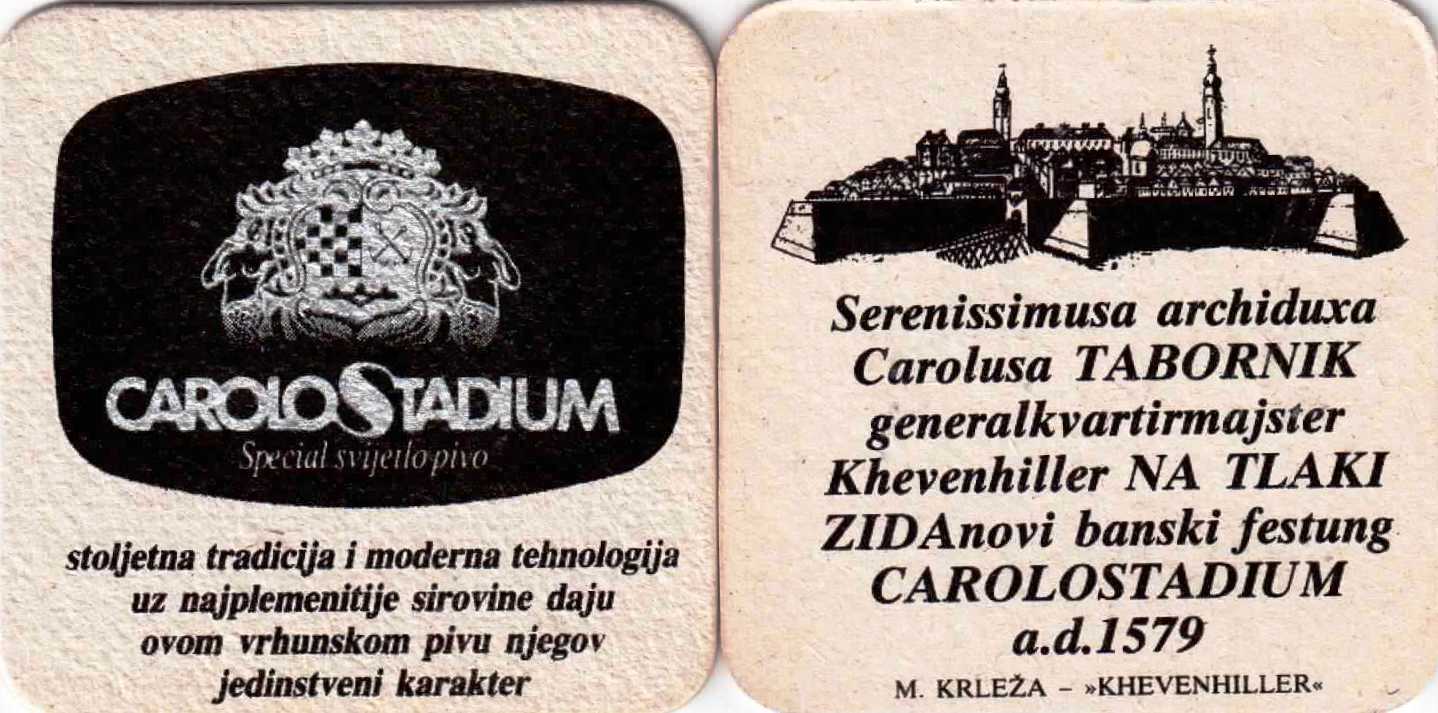 CAROLOSTADIUM
Special svijetlo pivo
stoljetna tradicija i moderna tehnologija
uz najplemenitije sirovine daju
ovom vrhunskom pivu njegov
jedinstveni karakter
Serenissimusa archiduxa
Carolusa TABORNIK
generalkvartirmajster
Khevenhiller NA TLAKI
ZIDAnovi banski festung
CAROLOSTADIUM
a.d.1579
M. KRLEŽA – »KHEVENHILLER«